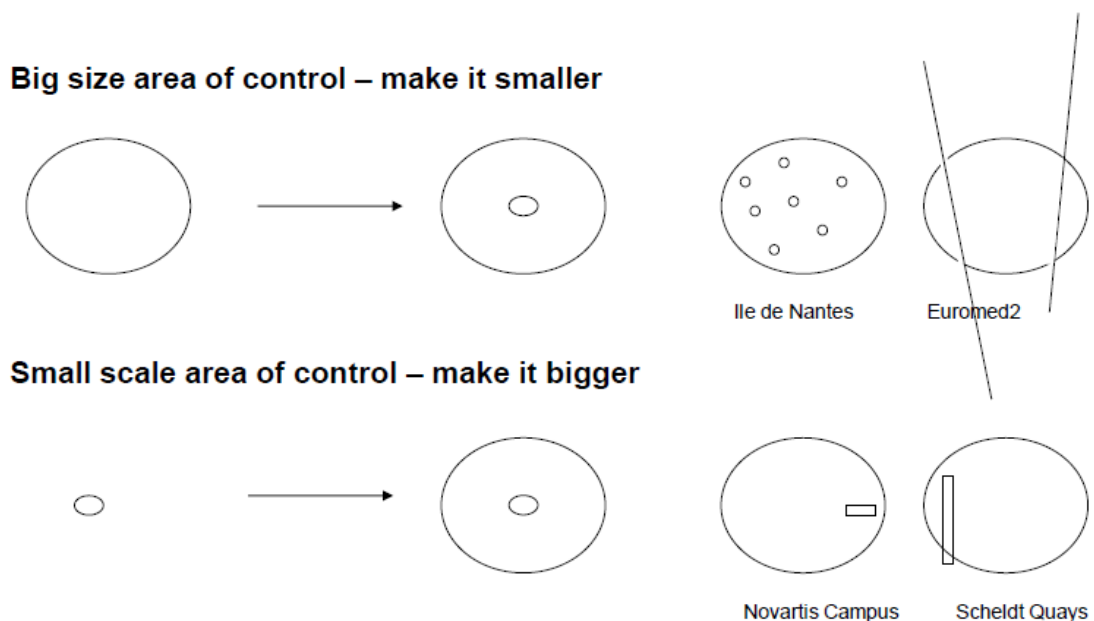 Big size area of control – make it smaller
Ile de Nantes
Euromed2
Small scale area of control – make it bigger
Novartis Campus
Scheldt Quays